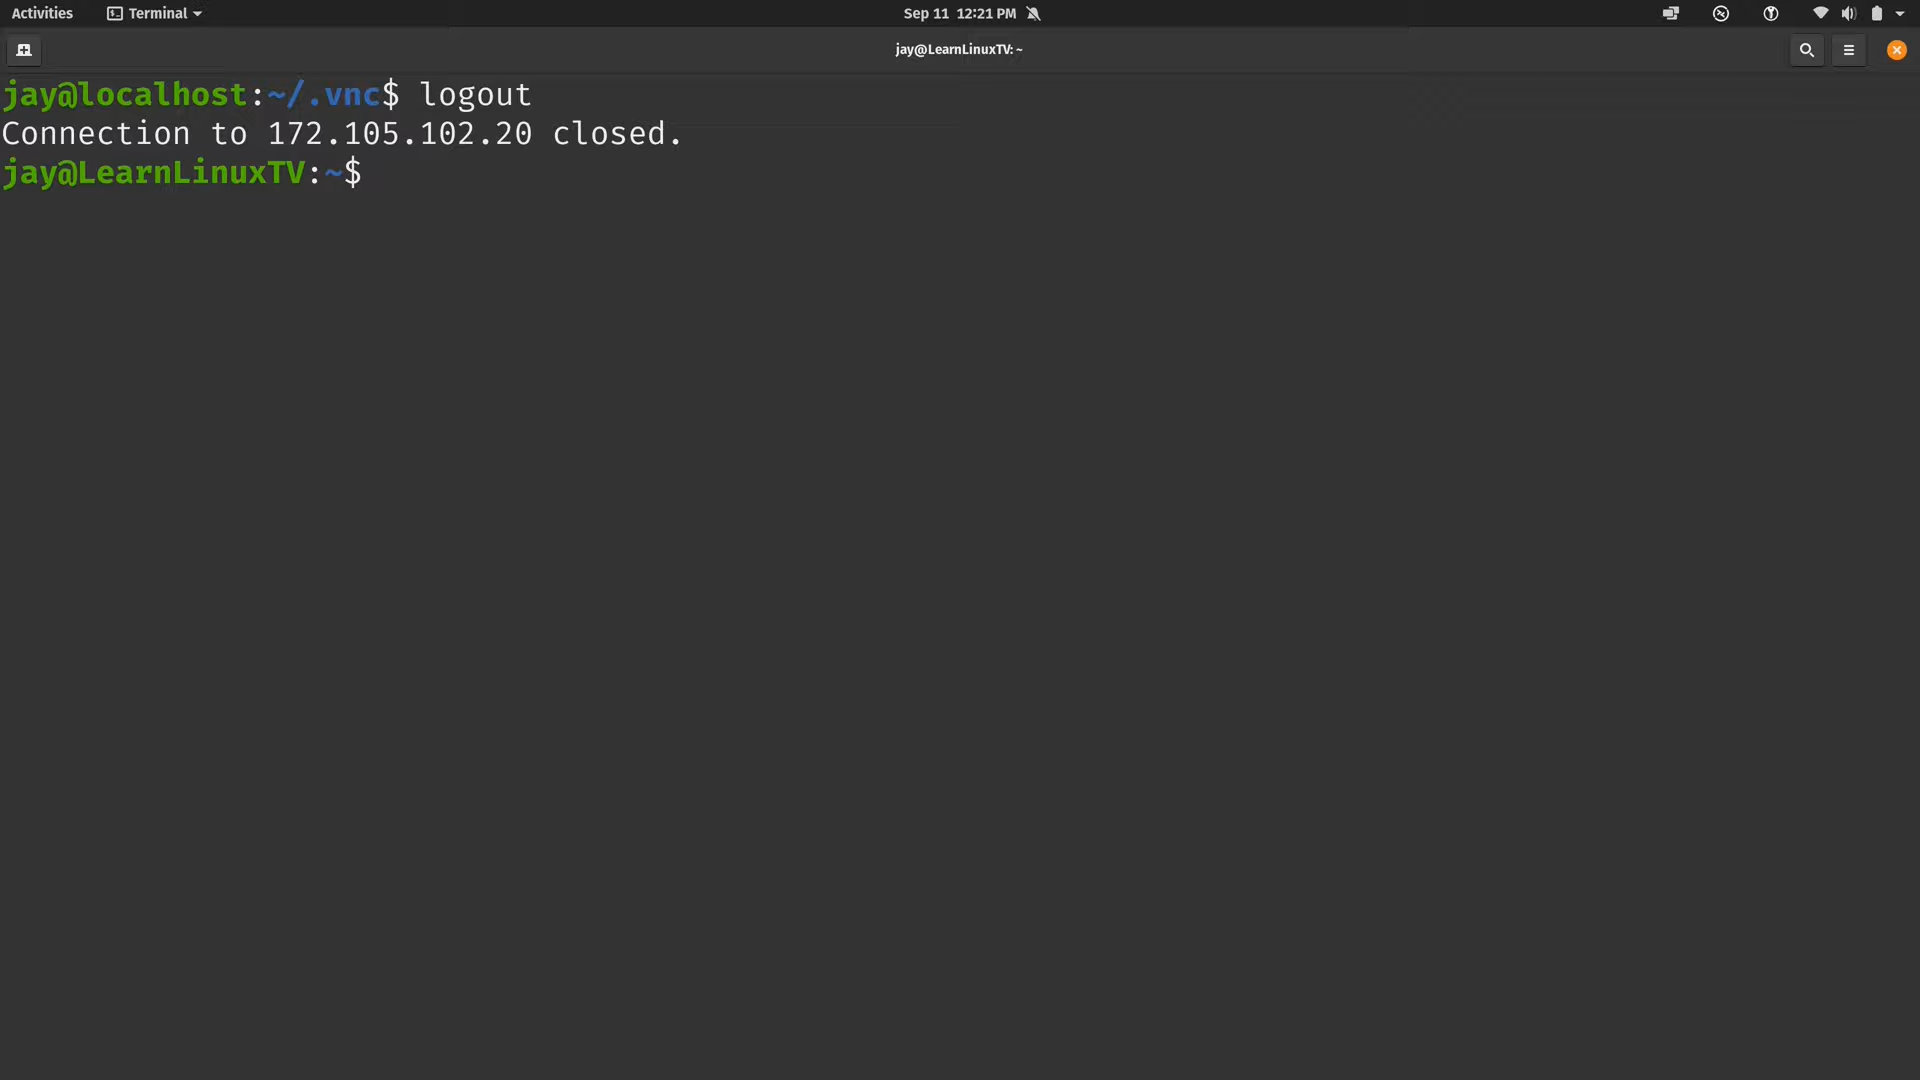 Activities Terminal Sep 11 12:21 PM
jay@LearnLinuxTV: ~
jay@localhost:~/.vnc$ logout
Connection to 172.105.102.20 closed.
jay@LearnLinuxTV:~$